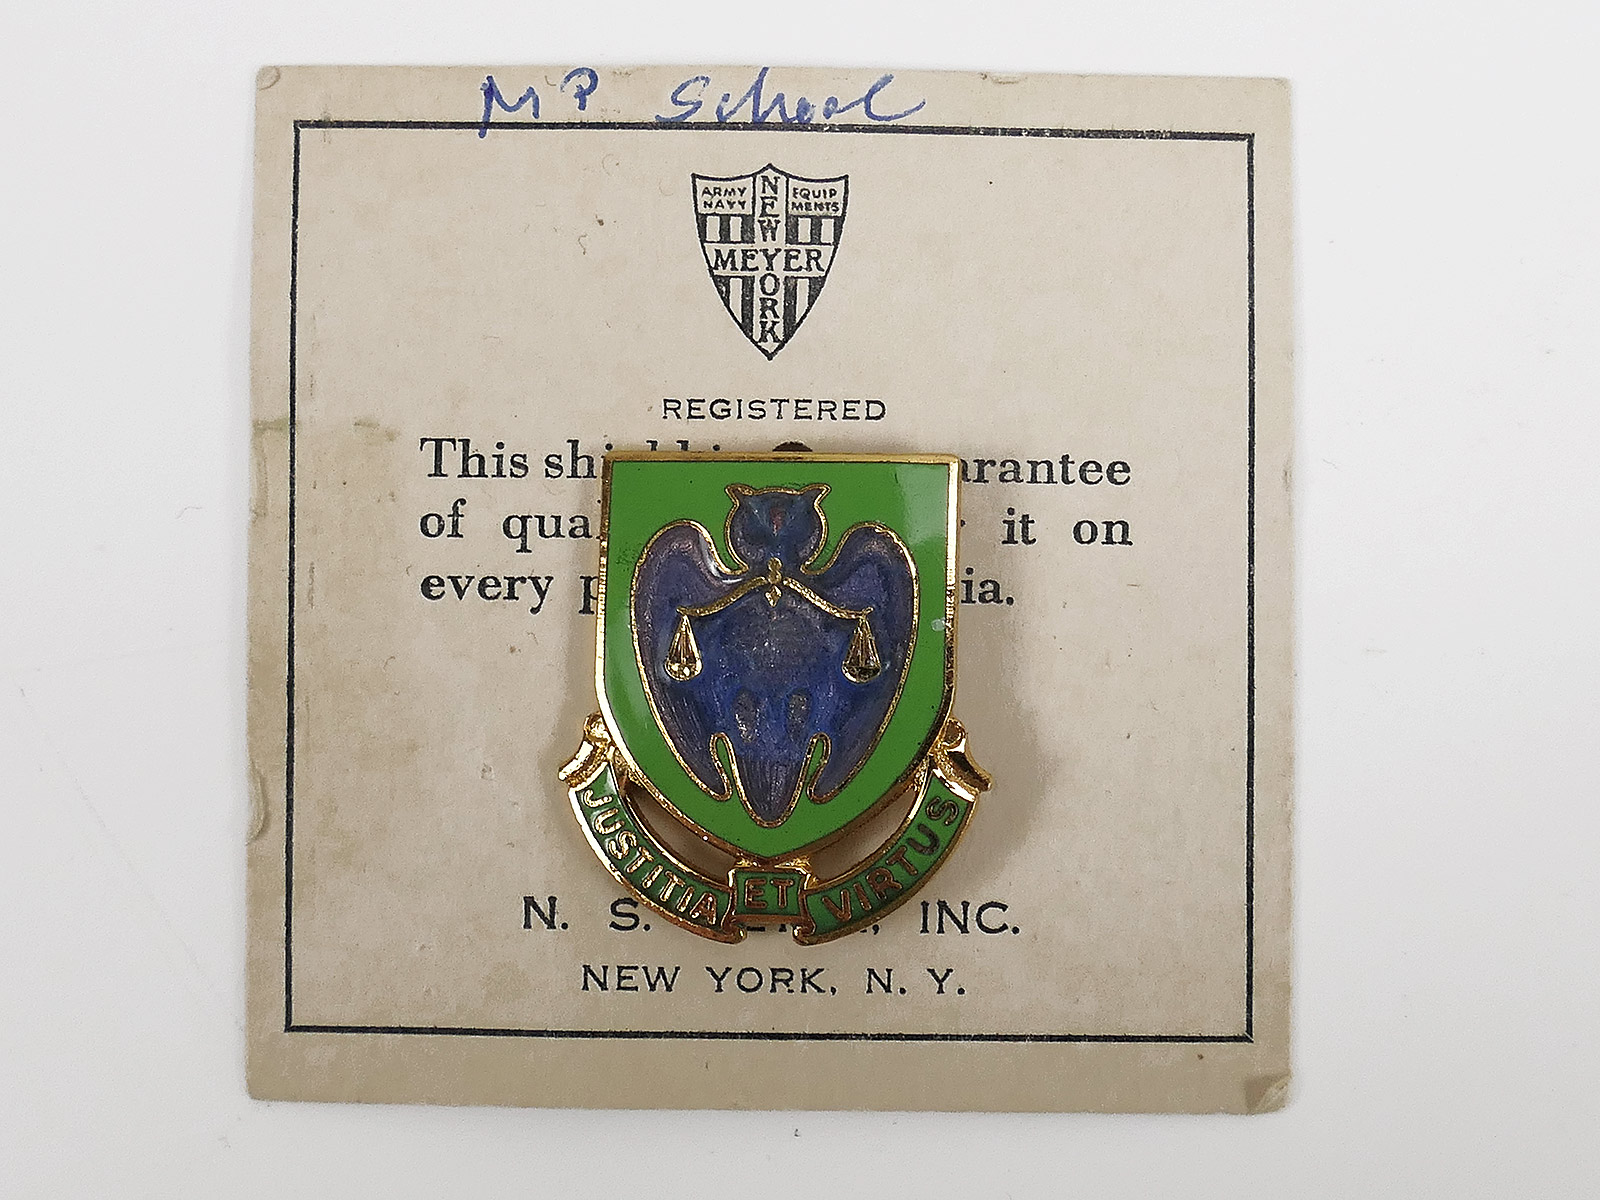 MP School
ARMY NAVY
EQUIP MENTS
NEW YORK
MEYER
REGISTERED
This shi arantee
of qua it on
every p ia.
JUSTITIA ET VIRTUS
N. S. INC.
NEW YORK, N. Y.